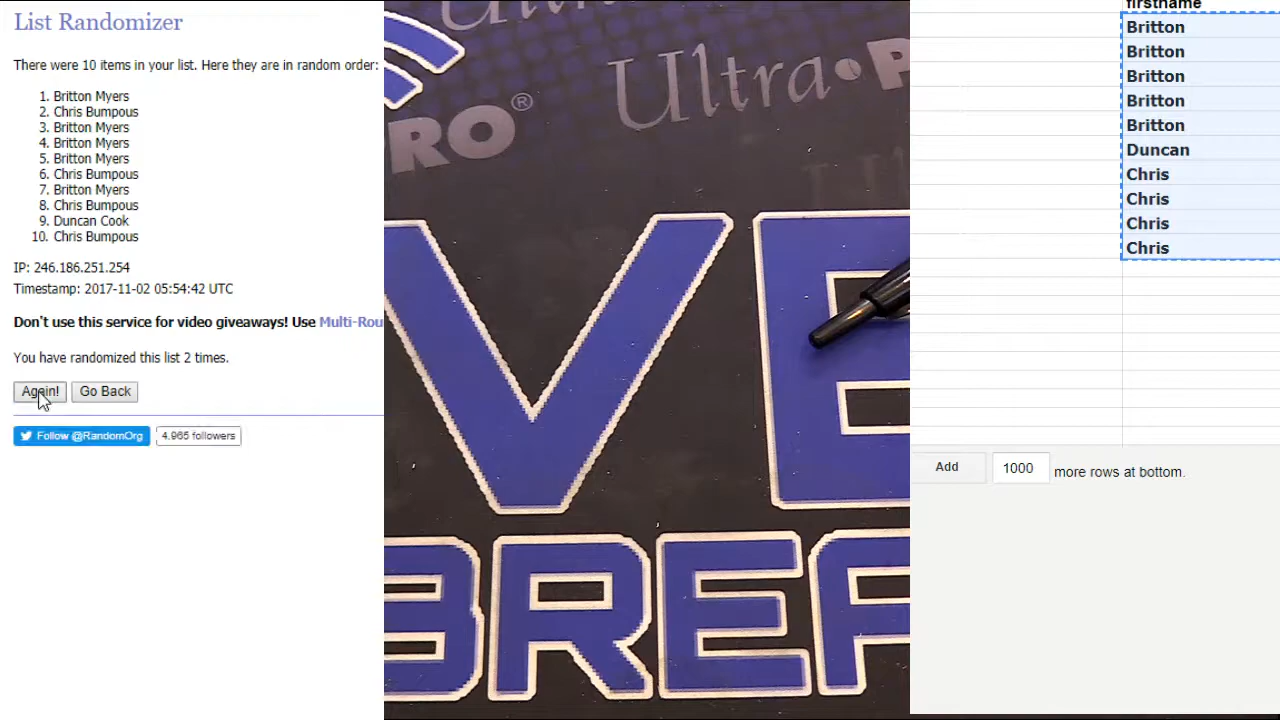 List Randomizer
There were 10 items in your list. Here they are in random order:
1. Britton Myers
2. Chris Bumpous
3. Britton Myers
4. Britton Myers
5. Britton Myers
6. Chris Bumpous
7. Britton Myers
8. Chris Bumpous
9. Duncan Cook
10. Chris Bumpous
IP: 246.186.251.254
Timestamp: 2017-11-02 05:54:42 UTC
Don't use this service for video giveaways! Use Multi-Rou
You have randomized this list 2 times.
Again! Go Back
Follow @RandomOrg 4,965 followers
Ultra
PRO®
Ultra•P
VE
BREA
firstname
Britton
Britton
Britton
Britton
Britton
Duncan
Chris
Chris
Chris
Chris
Add 1000 more rows at bottom.